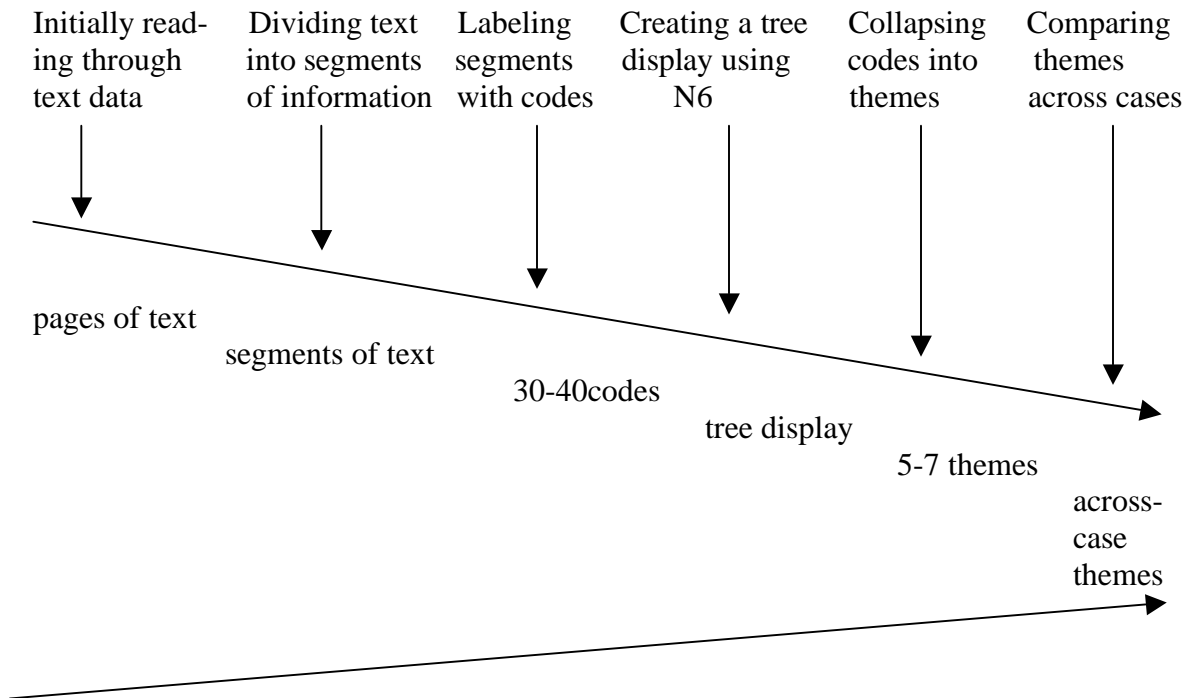 Initially read-
ing through
text data
Dividing text
into segments
of information
Labeling
segments
with codes
Creating a tree
display using
N6
Collapsing
codes into
themes
Comparing
themes
across cases
pages of text
segments of text
30-40codes
tree display
5-7 themes
across-
case
themes